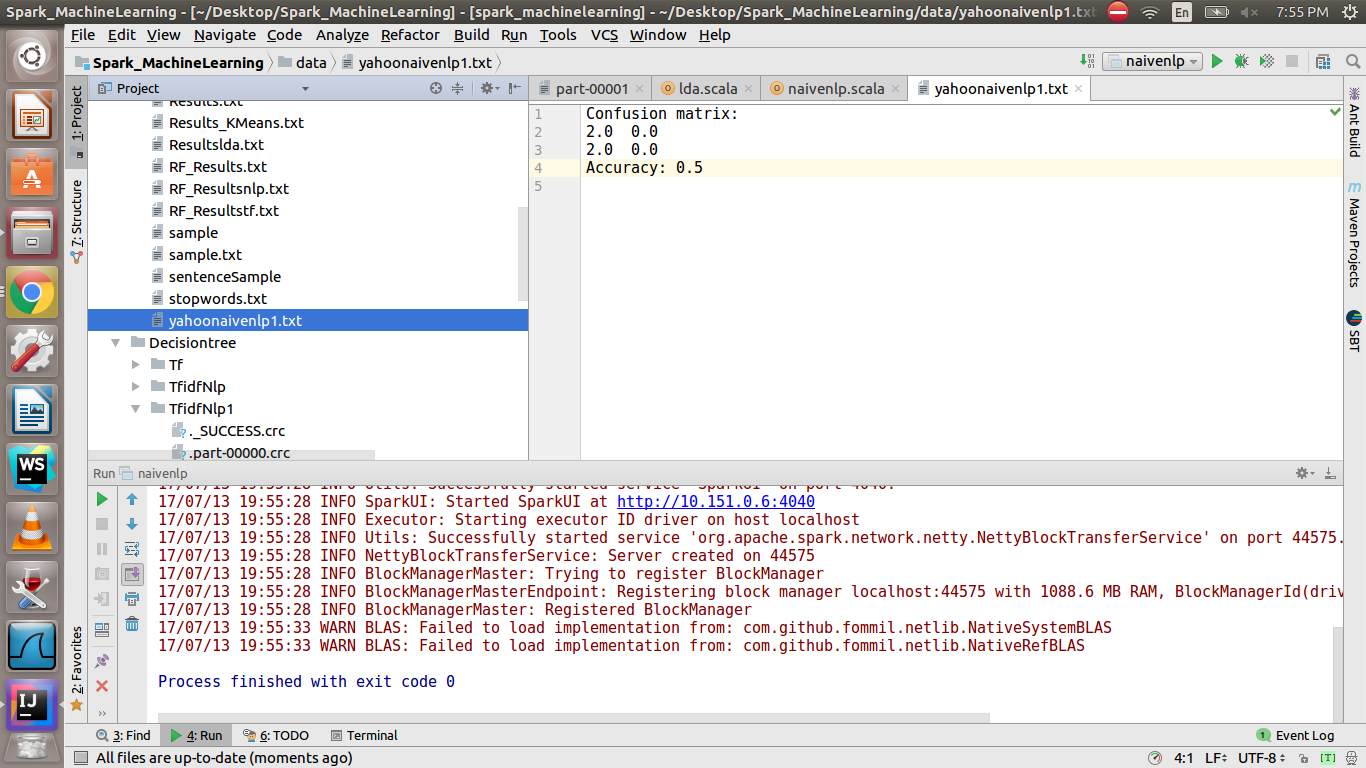 Spark_MachineLearning - [~/Desktop/Spark_MachineLearning] - [spark_machinelearning] - ~/Desktop/Spark_MachineLearning/data/yahoonaivenlp1.txt
En 7:55 PM
File Edit View Navigate Code Analyze Refactor Build Run Tools VCS Window Help
Spark_MachineLearning data yahoonaivenlp1.txt naivenlp
1: Project
7: Structure
2: Favorites
Project
Results.txt
Results_KMeans.txt
Resultslda.txt
RF_Results.txt
RF_Resultsnlp.txt
RF_Resultstf.txt
sample
sample.txt
sentenceSample
stopwords.txt
yahoonaivenlp1.txt
Decisiontree
Tf
TfidfNlp
TfidfNlp1
._SUCCESS.crc
.part-00000.crc
part-00001 lda.scala naivenlp.scala yahoonaivenlp1.txt
1 Confusion matrix:
2 2.0  0.0
3 2.0  0.0
4 Accuracy: 0.5
5
Ant Build
m Maven Projects
SBT
WS
IJ
Run naivenlp
17/07/13 19:55:28 INFO Utils: Successfully started service 'SparkUI' on port 4040.
17/07/13 19:55:28 INFO SparkUI: Started SparkUI at http://10.151.0.6:4040
17/07/13 19:55:28 INFO Executor: Starting executor ID driver on host localhost
17/07/13 19:55:28 INFO Utils: Successfully started service 'org.apache.spark.network.netty.NettyBlockTransferService' on port 44575.
17/07/13 19:55:28 INFO NettyBlockTransferService: Server created on 44575
17/07/13 19:55:28 INFO BlockManagerMaster: Trying to register BlockManager
17/07/13 19:55:28 INFO BlockManagerMasterEndpoint: Registering block manager localhost:44575 with 1088.6 MB RAM, BlockManagerId(driv
17/07/13 19:55:28 INFO BlockManagerMaster: Registered BlockManager
17/07/13 19:55:33 WARN BLAS: Failed to load implementation from: com.github.fommil.netlib.NativeSystemBLAS
17/07/13 19:55:33 WARN BLAS: Failed to load implementation from: com.github.fommil.netlib.NativeRefBLAS
Process finished with exit code 0
3: Find 4: Run 6: TODO Terminal 1 Event Log
All files are up-to-date (moments ago) 4:1 LF UTF-8 [T]